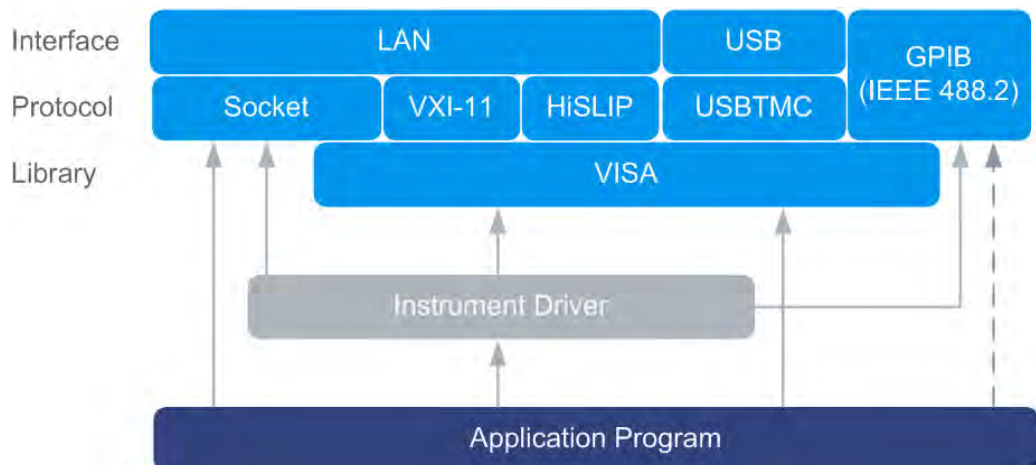 Interface
LAN
USB
GPIB
(IEEE 488.2)
Protocol
Socket
VXI-11
HiSLIP
USBTMC
Library
VISA
Instrument Driver
Application Program